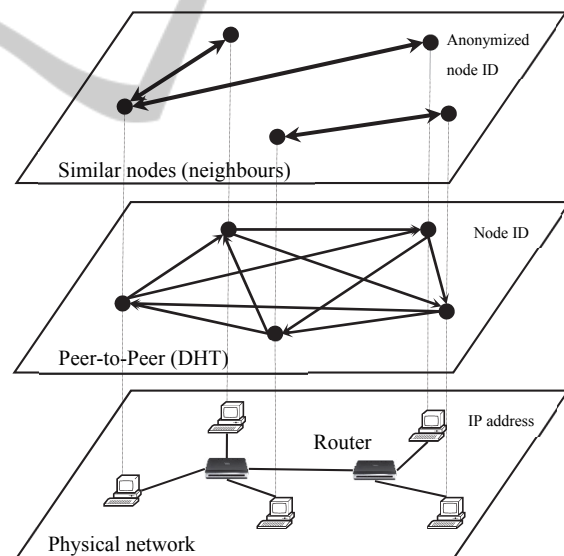 Anonymized
node ID
Similar nodes (neighbours)
Node ID
Peer-to-Peer (DHT)
IP address
Router
Physical network